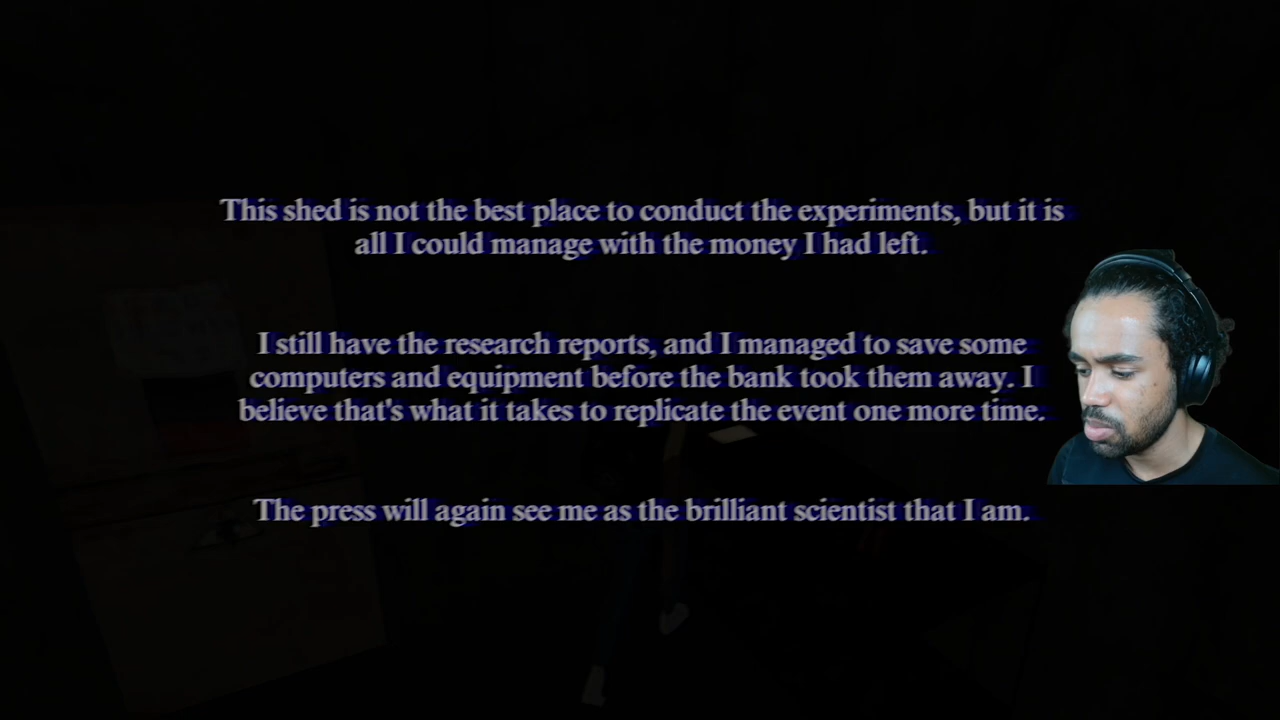 This shed is not the best place to conduct the experiments, but it is
all I could manage with the money I had left.
I still have the research reports, and I managed to save some
computers and equipment before the bank took them away. I
believe that's what it takes to replicate the event one more time.
The press will again see me as the brilliant scientist that I am.